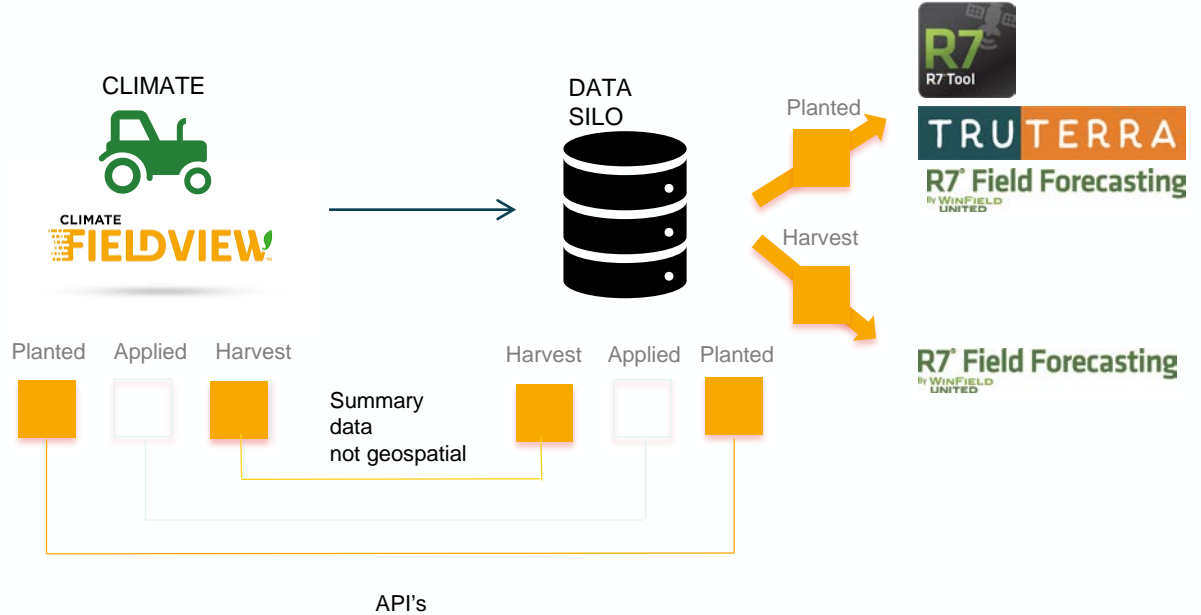 CLIMATE
CLIMATE
FIELDVIEW
DATA
SILO
Planted
R7
R7 Tool
TRUTERRA
R7® Field Forecasting
By WINFIELD
UNITED
Harvest
R7® Field Forecasting
By WINFIELD
UNITED
Planted Applied Harvest
Harvest Applied Planted
Summary
data
not geospatial
API's